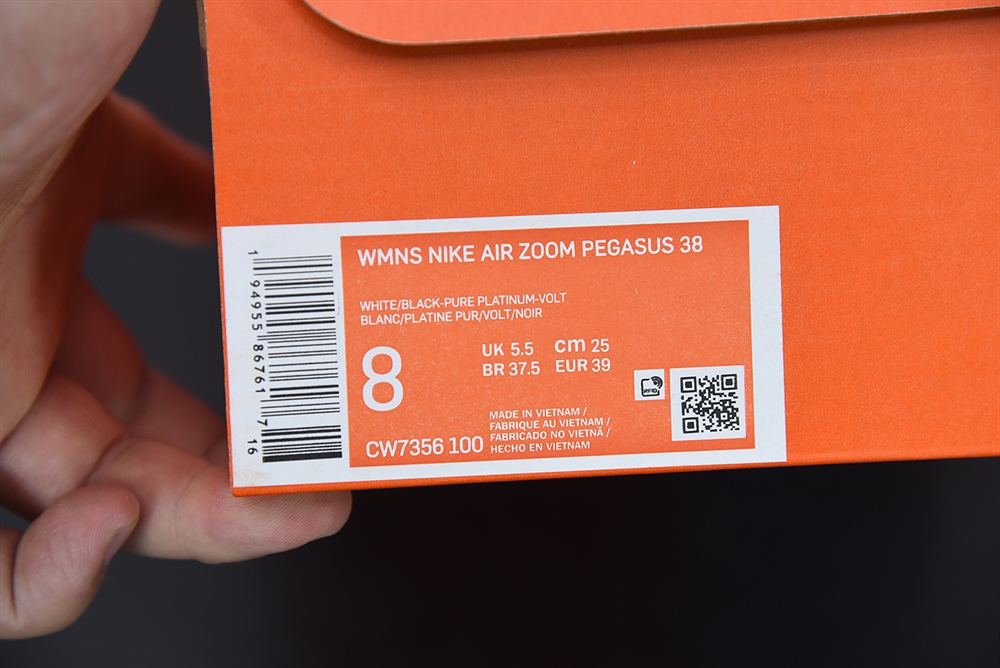 WMNS NIKE AIR ZOOM PEGASUS 38
WHITE/BLACK-PURE PLATINUM-VOLT
BLANC/PLATINE PUR/VOLT/NOIR
8
UK 5.5 cm 25
BR 37.5 EUR 39
RFID
CW7356 100
MADE IN VIETNAM /
FABRIQUE AU VIETNAM /
FABRICADO NO VIETNÃ /
HECHO EN VIETNAM
1 94955 86761 7 16